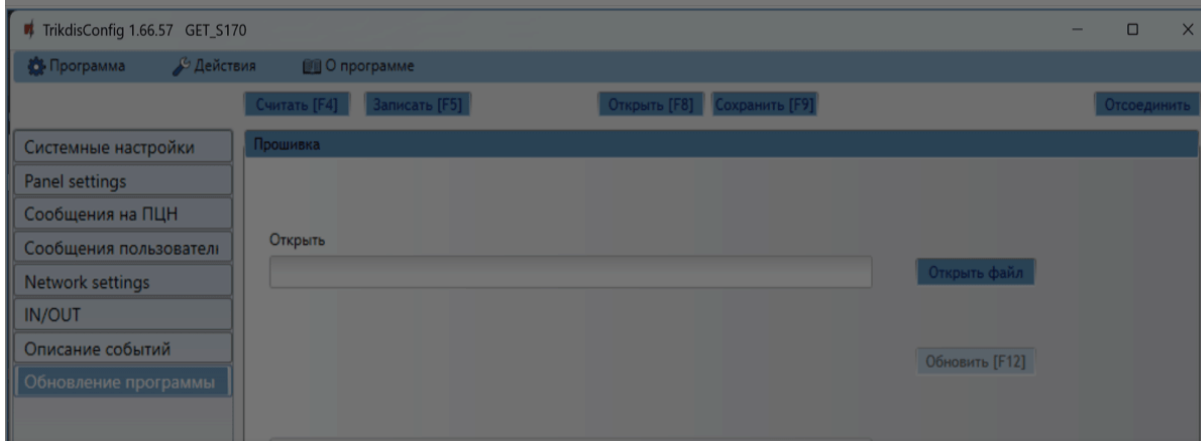 TrikdisConfig 1.66.57 GET_S170
Программа Действия О программе
Считать [F4] Записать [F5] Открыть [F8] Сохранить [F9] Отсоединить
Системные настройки
Прошивка
Panel settings
Сообщения на ПЦН
Сообщения пользовател
Открыть
Network settings
Открыть файл
IN/OUT
Описание событий
Обновить [F12]
Обновление программы